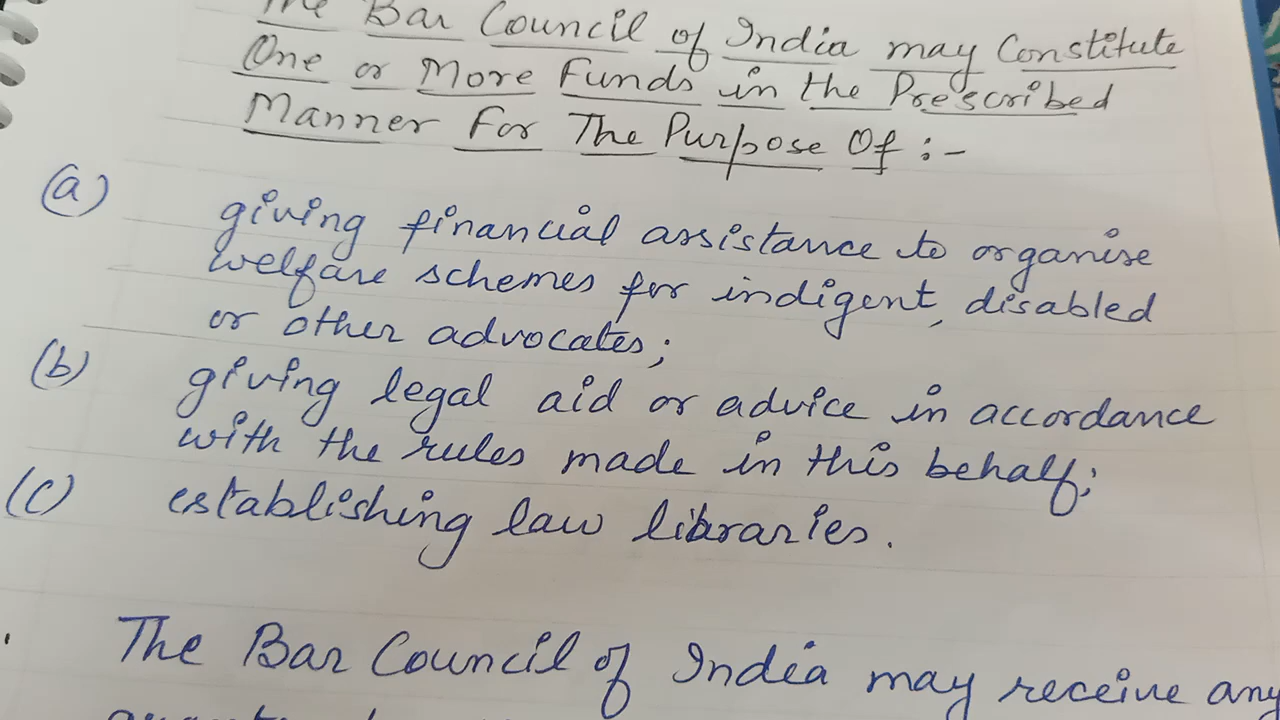 The Bar Council of India may Constitute
One or More Funds in the Prescribed
Manner For The Purpose Of :-
(a) giving financial assistance to organise
welfare schemes for indigent, disabled
or other advocates;
(b) giving legal aid or advice in accordance
with the rules made in this behalf;
(c) establishing law libraries.
The Bar Council of India may receive any